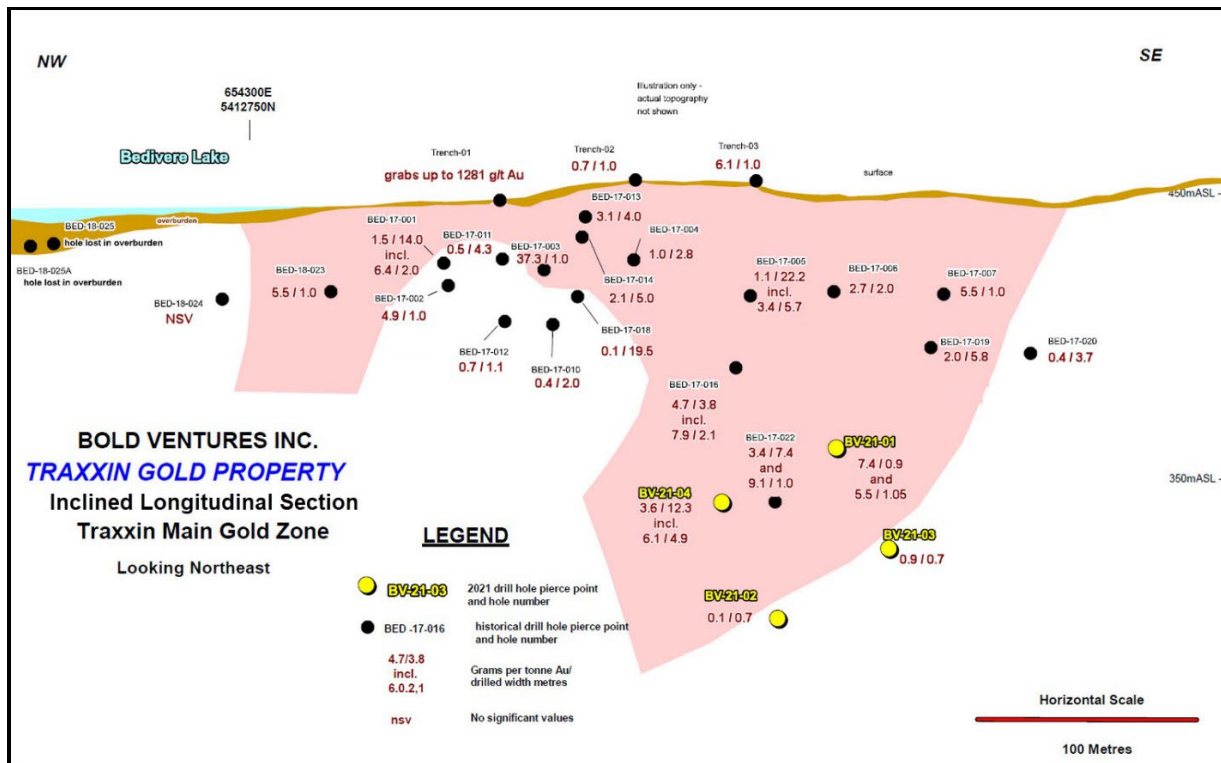 NW
SE
654300E
5412750N
Illustration only -
actual topography
not shown
Bedivere Lake
Trench-01
grabs up to 1281 g/t Au
Trench-02
0.7 / 1.0
Trench-03
6.1 / 1.0
surface
450mASL
overburden
BED-18-025
hole lost in overburden
BED-18-025A
hole lost in overburden
BED-18-024
NSV
BED-18-023
5.5 / 1.0
BED-17-001
1.5 / 14.0
incl.
6.4 / 2.0
BED-17-011
0.5 / 4.3
BED-17-003
37.3 / 1.0
BED-17-013
3.1 / 4.0
BED-17-004
1.0 / 2.8
BED-17-014
2.1 / 5.0
BED-17-002
4.9 / 1.0
BED-17-012
0.7 / 1.1
BED-17-010
0.4 / 2.0
BED-17-018
0.1 / 19.5
BED-17-005
1.1 / 22.2
incl.
3.4 / 5.7
BED-17-006
2.7 / 2.0
BED-17-007
5.5 / 1.0
BED-17-019
2.0 / 5.8
BED-17-020
0.4 / 3.7
BED-17-016
4.7 / 3.8
incl.
7.9 / 2.1
BED-17-022
3.4 / 7.4
and
9.1 / 1.0
BV-21-01
7.4 / 0.9
and
5.5 / 1.05
350mASL
BV-21-04
3.6 / 12.3
incl.
6.1 / 4.9
BV-21-03
0.9 / 0.7
BV-21-02
0.1 / 0.7
BOLD VENTURES INC.
TRAXXIN GOLD PROPERTY
Inclined Longitudinal Section
Traxxin Main Gold Zone
Looking Northeast
LEGEND
BV-21-03
2021 drill hole pierce point
and hole number
BED -17-016
historical drill hole pierce point
and hole number
4.7/3.8
incl.
6.0.2,1
Grams per tonne Au/
drilled width metres
nsv
No significant values
Horizontal Scale
100 Metres